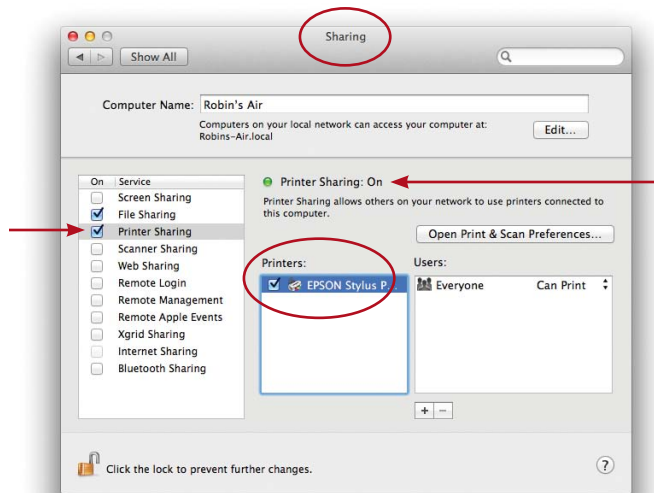 Sharing
Show All
Computer Name: Robin's Air
Computers on your local network can access your computer at:
Robins-Air.local
Edit...
On Service
Screen Sharing
File Sharing
Printer Sharing
Scanner Sharing
Web Sharing
Remote Login
Remote Management
Remote Apple Events
Xgrid Sharing
Internet Sharing
Bluetooth Sharing
Printer Sharing: On
Printer Sharing allows others on your network to use printers connected to
this computer.
Open Print & Scan Preferences...
Printers:
EPSON Stylus P...
Users:
Everyone Can Print
+ −
Click the lock to prevent further changes.
?